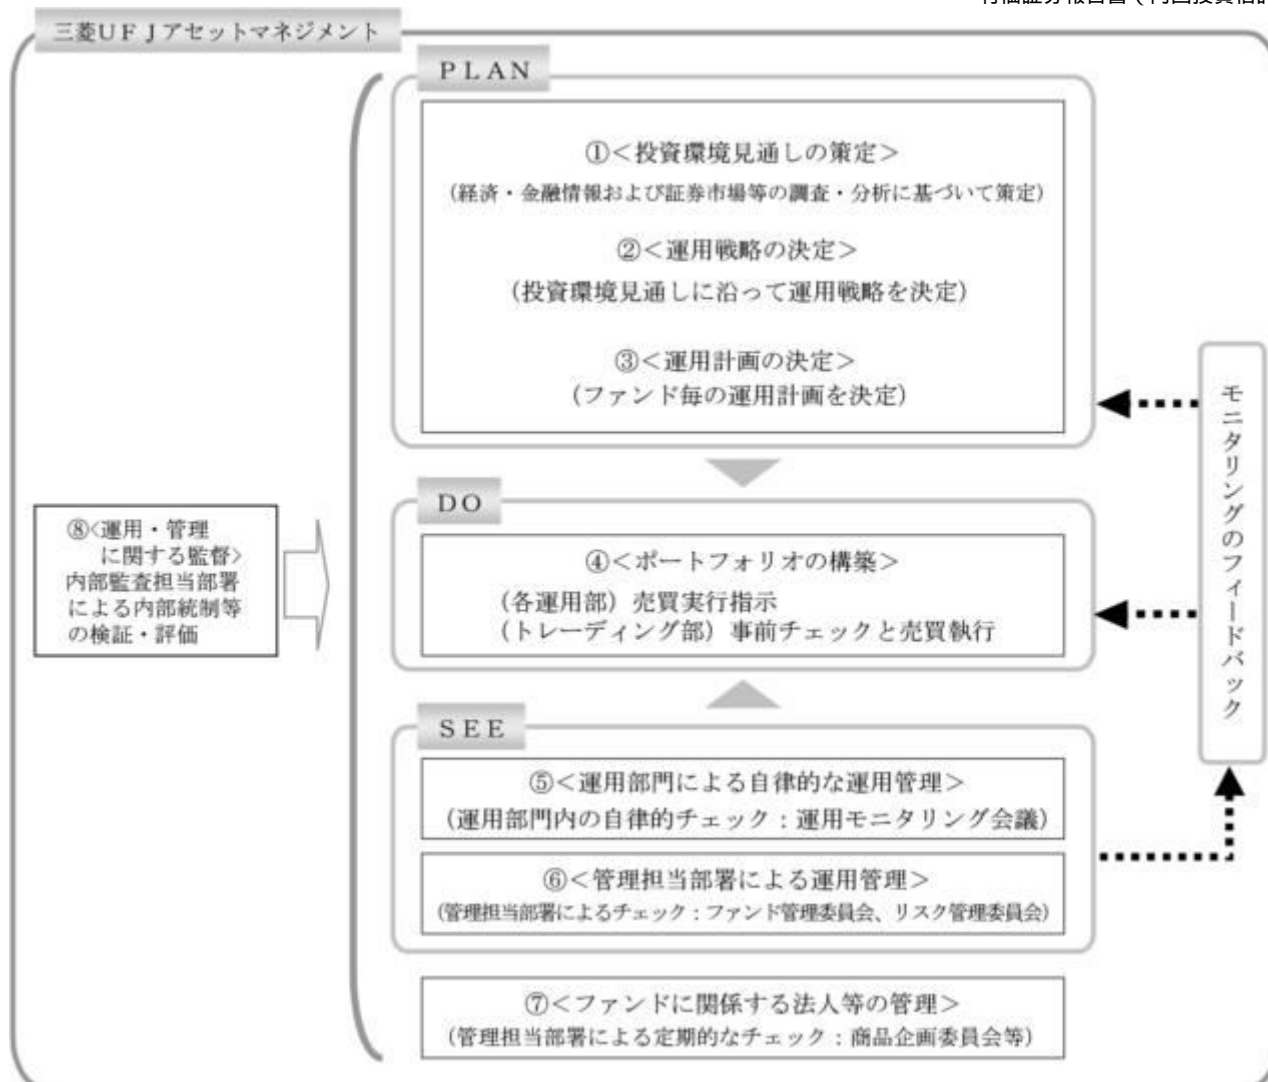 三菱UFJアセットマネジメント
PLAN
①<投資環境見通しの策定>
(経済・金融情報および証券市場等の調査・分析に基づいて策定)
②<運用戦略の決定>
(投資環境見通しに沿って運用戦略を決定)
③<運用計画の決定>
(ファンド毎の運用計画を決定)
DO
④<ポートフォリオの構築>
(各運用部)売買実行指示
(トレーディング部)事前チェックと売買執行
SEE
⑤<運用部門による自律的な運用管理>
(運用部門内の自律的チェック:運用モニタリング会議)
⑥<管理担当部署による運用管理>
(管理担当部署によるチェック:ファンド管理委員会、リスク管理委員会)
⑦<ファンドに関係する法人等の管理>
(管理担当部署による定期的なチェック:商品企画委員会等)
⑧<運用・管理
に関する監督>
内部監査担当部署
による内部統制等
の検証・評価
モニタリングのフィードバック